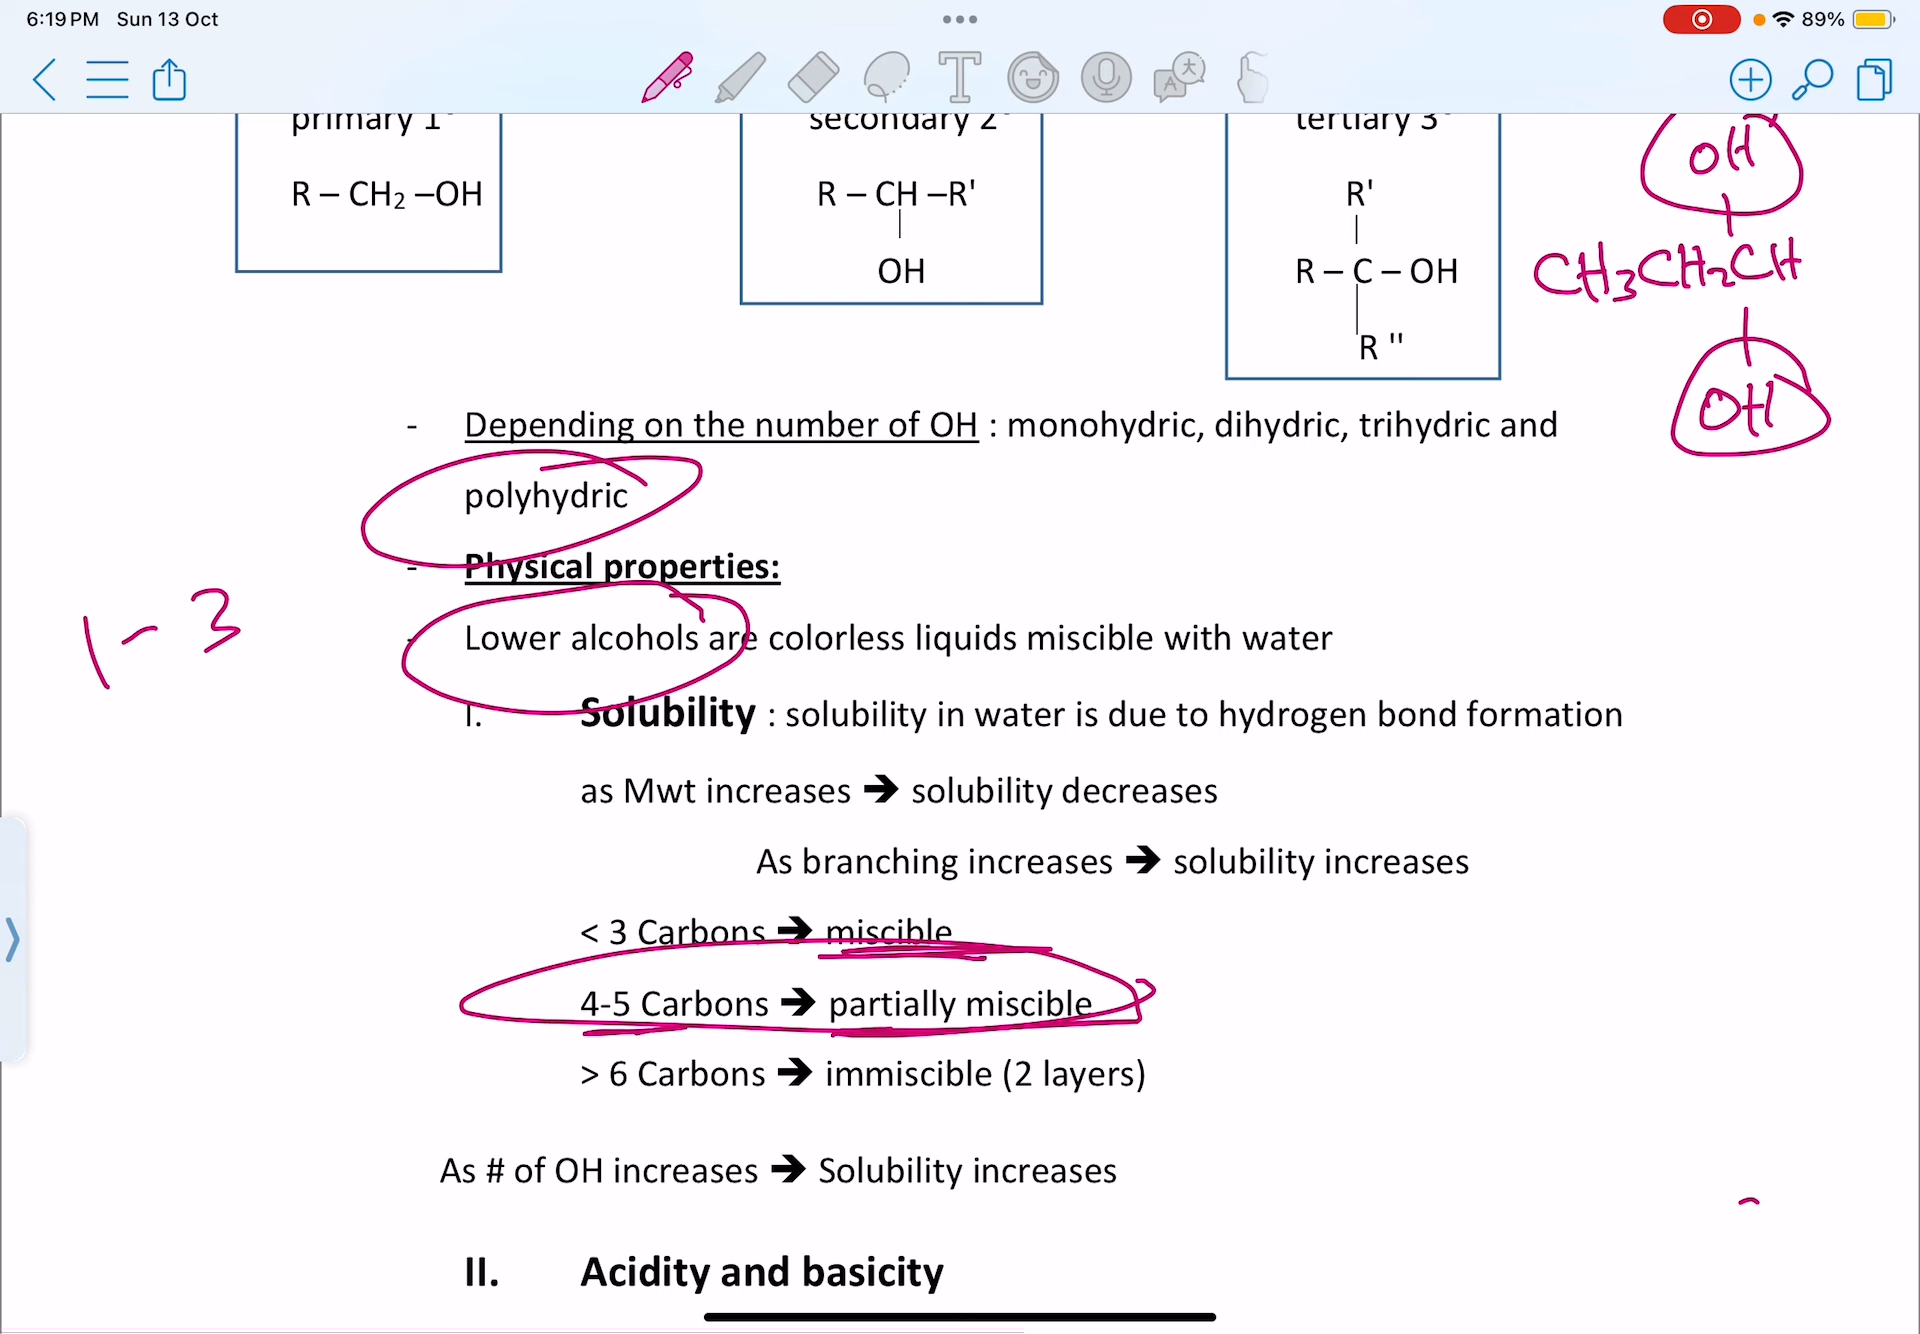 6:19 PM Sun 13 Oct
89%
primary 1° secondary 2° tertiary 3°
OH
R – CH₂ –OH R – CH –R' R'
OH R – C – OH CH₃CH₂CH
R "
OH
- Depending on the number of OH : monohydric, dihydric, trihydric and
polyhydric
- Physical properties:
1-3
- Lower alcohols are colorless liquids miscible with water
I. Solubility : solubility in water is due to hydrogen bond formation
as Mwt increases ➔ solubility decreases
As branching increases ➔ solubility increases
< 3 Carbons ➔ miscible
4-5 Carbons ➔ partially miscible
> 6 Carbons ➔ immiscible (2 layers)
As # of OH increases ➔ Solubility increases
II. Acidity and basicity